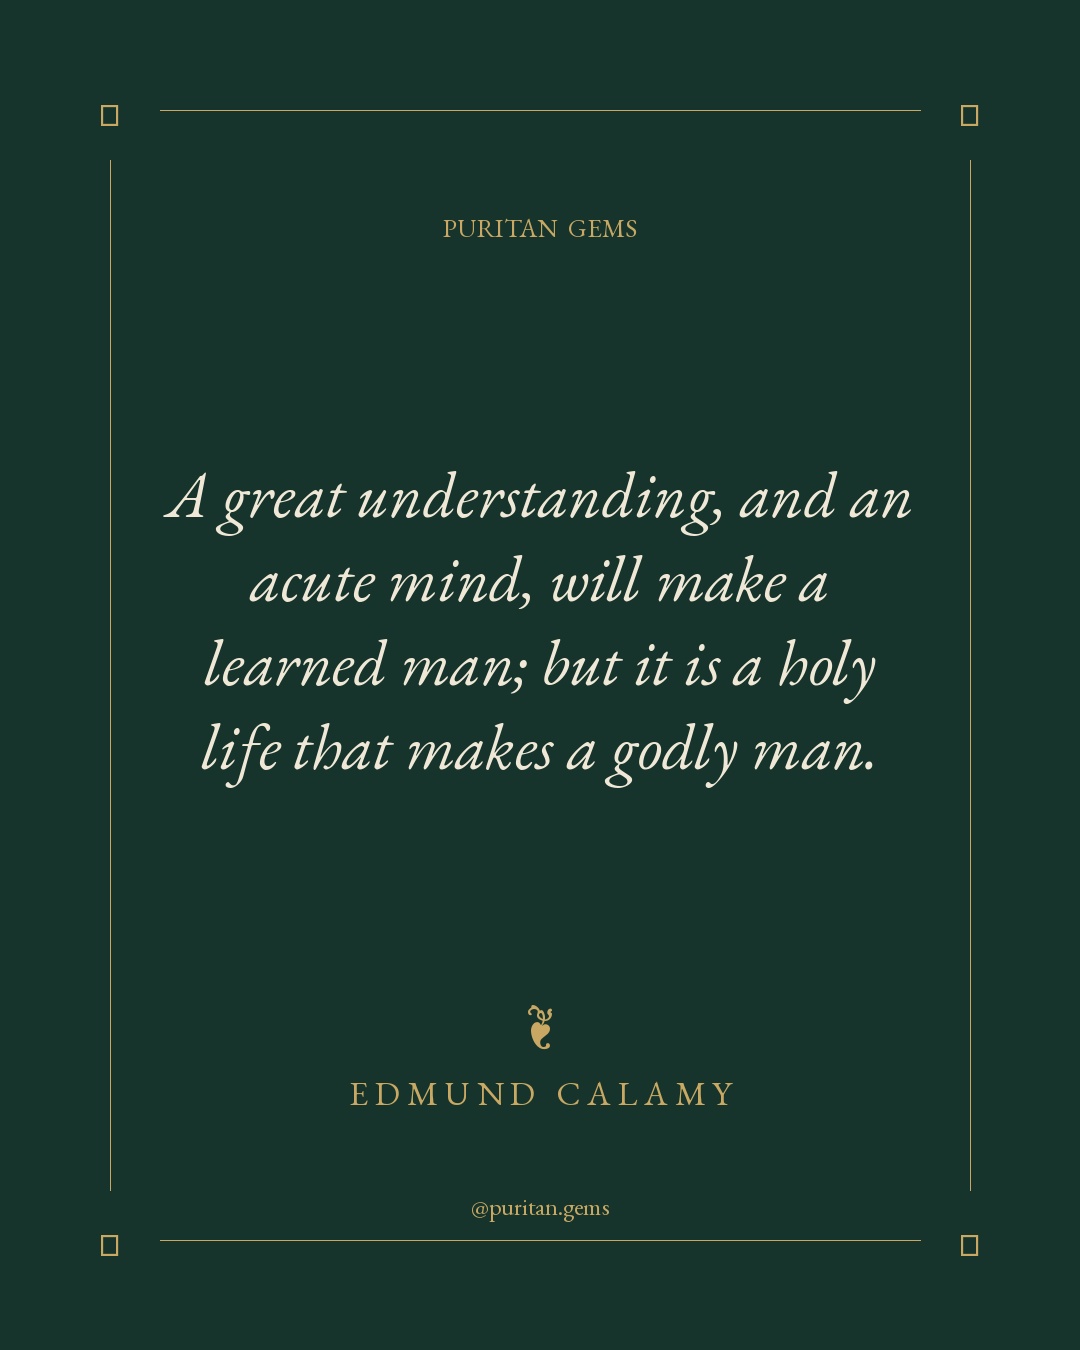 PURITAN GEMS
A great understanding, and an
acute mind, will make a
learned man; but it is a holy
life that makes a godly man.
❦
EDMUND CALAMY
@puritan.gems